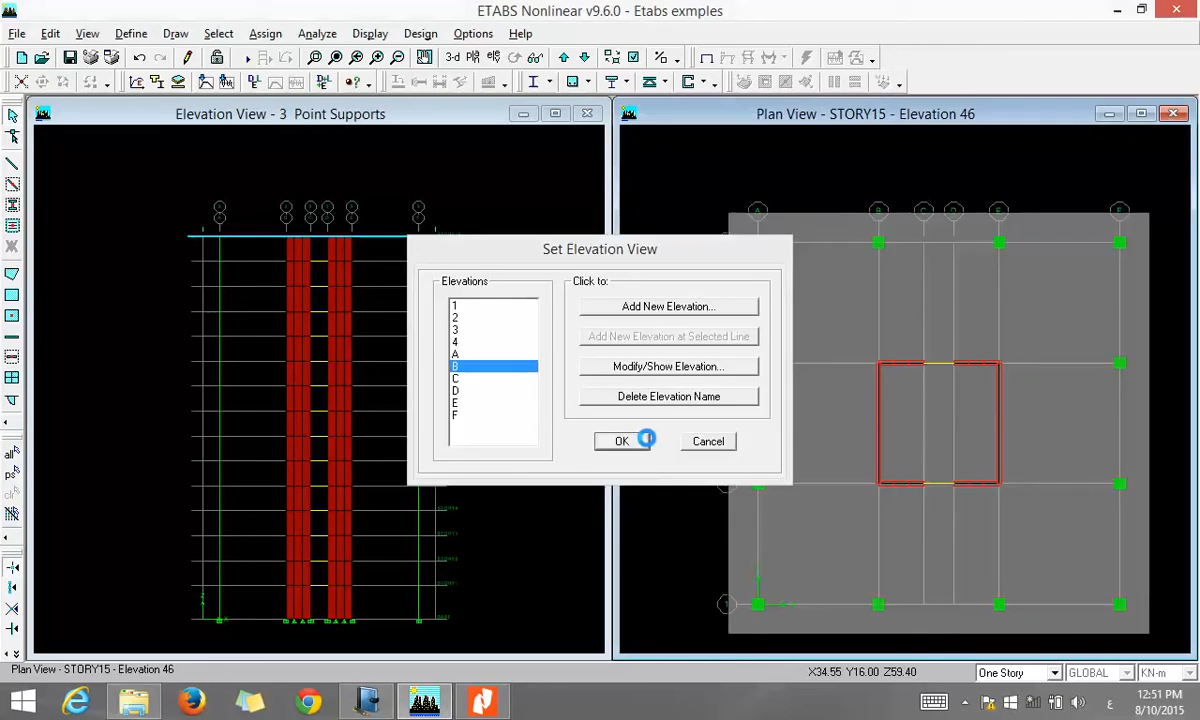 ETABS Nonlinear v9.6.0 - Etabs exmples
File Edit View Define Draw Select Assign Analyze Display Design Options Help
3-d
Elevation View - 3 Point Supports
Plan View - STORY15 - Elevation 46
A B C D E F
Set Elevation View
Elevations
1
2
3
4
A
B
C
D
E
F
Click to:
Add New Elevation...
Add New Elevation at Selected Line
Modify/Show Elevation...
Delete Elevation Name
OK
Cancel
all
ps
clr
Plan View - STORY15 - Elevation 46
X34.55 Y16.00 Z59.40
One Story
GLOBAL
KN-m
12:51 PM
8/10/2015
ع